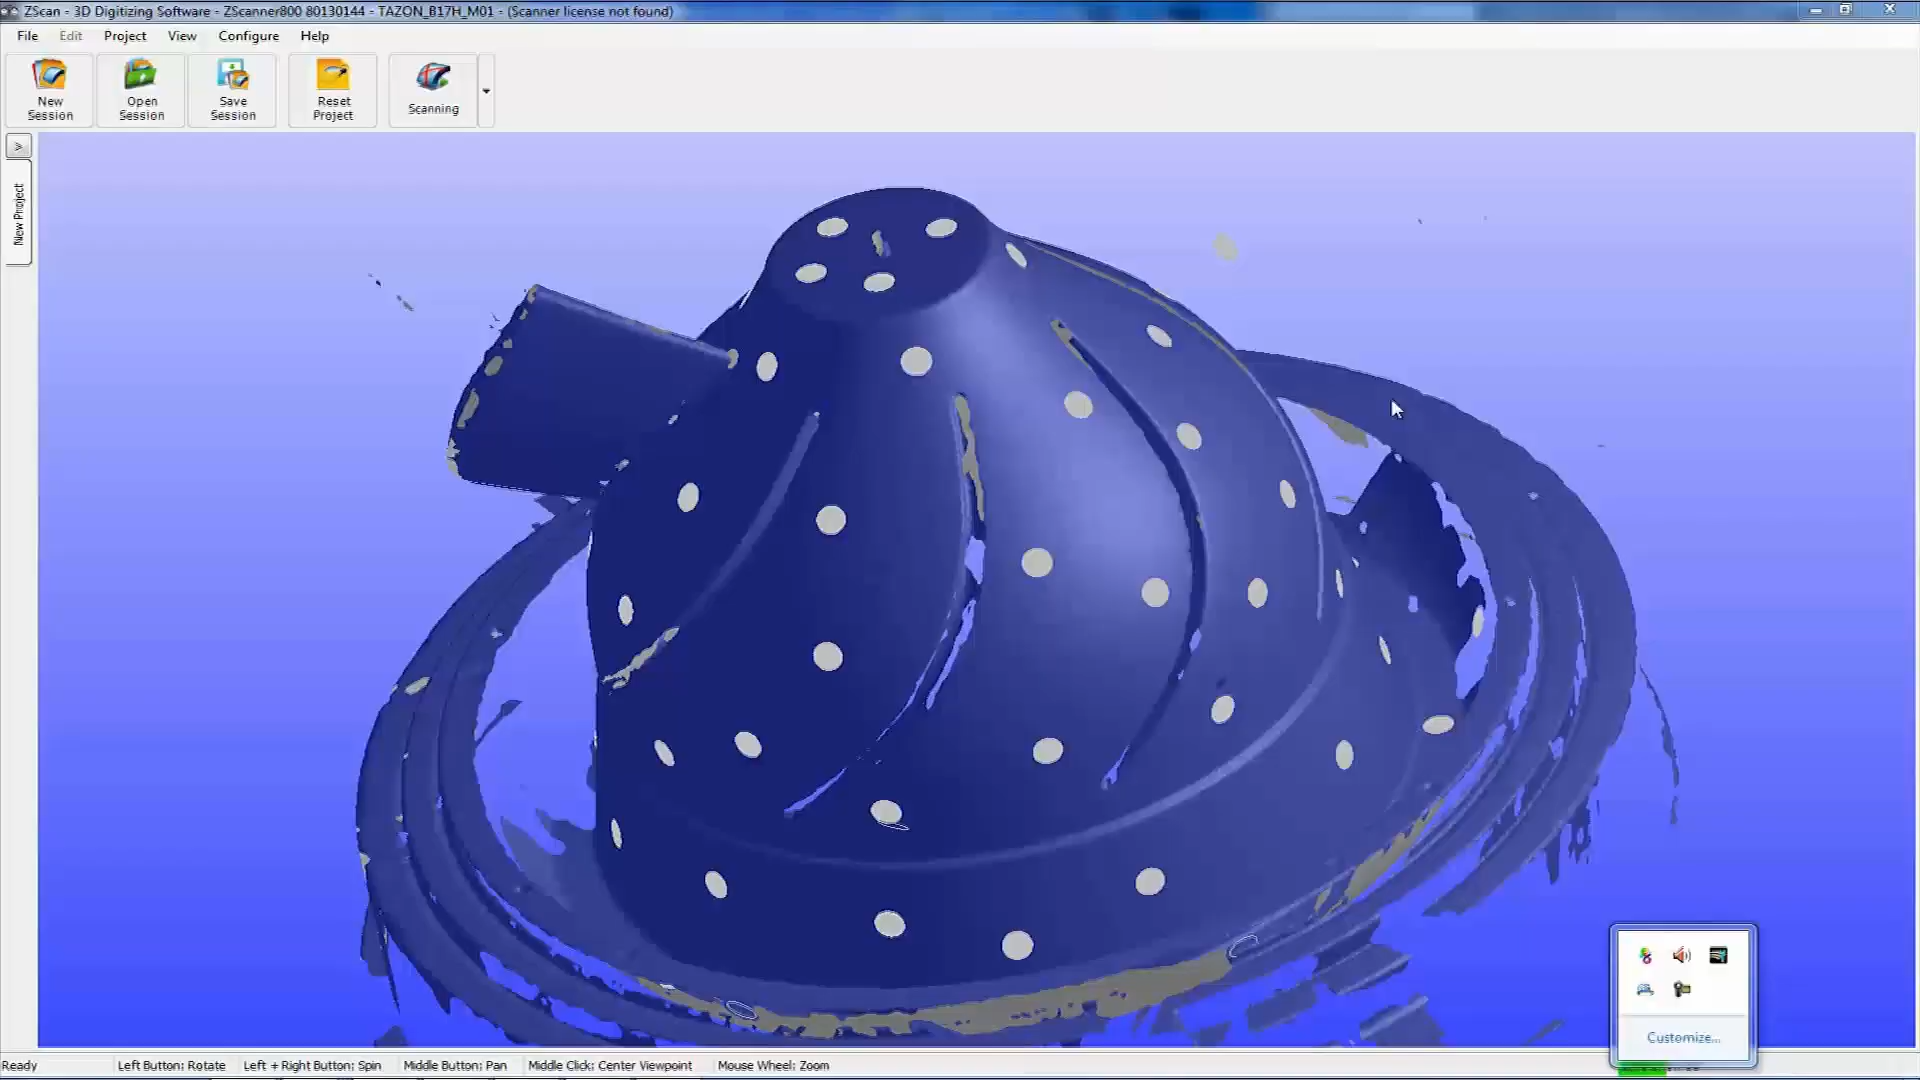 ZScan - 3D Digitizing Software - ZScanner800 80130144 - TAZON_B17H_M01 - (Scanner license not found)
File Edit Project View Configure Help
New Session
Open Session
Save Session
Reset Project
Scanning
>
New Project
Customize...
Ready
Left Button: Rotate
Left + Right Button: Spin
Middle Button: Pan
Middle Click: Center Viewpoint
Mouse Wheel: Zoom